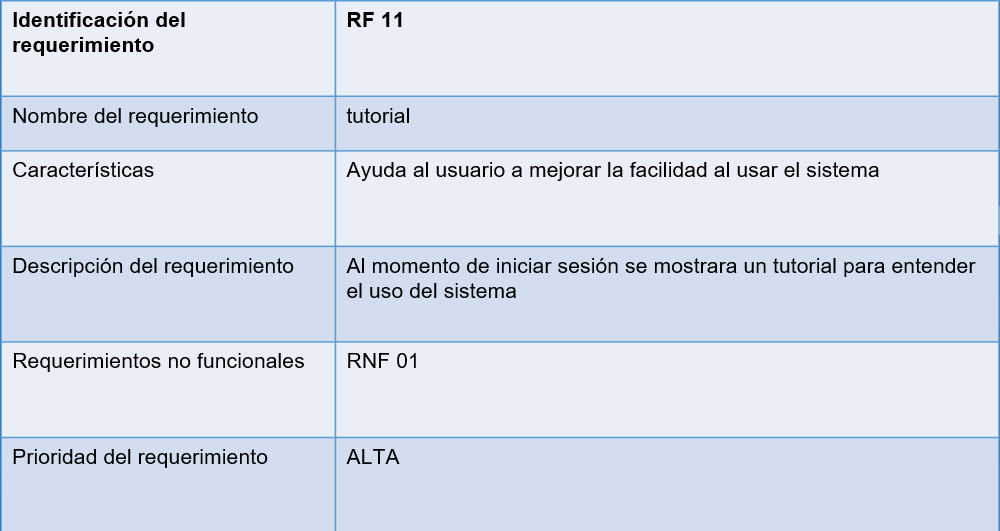 Identificación del
requerimiento
RF 11
Nombre del requerimiento
tutorial
Características
Ayuda al usuario a mejorar la facilidad al usar el sistema
Descripción del requerimiento
Al momento de iniciar sesión se mostrara un tutorial para entender
el uso del sistema
Requerimientos no funcionales
RNF 01
Prioridad del requerimiento
ALTA